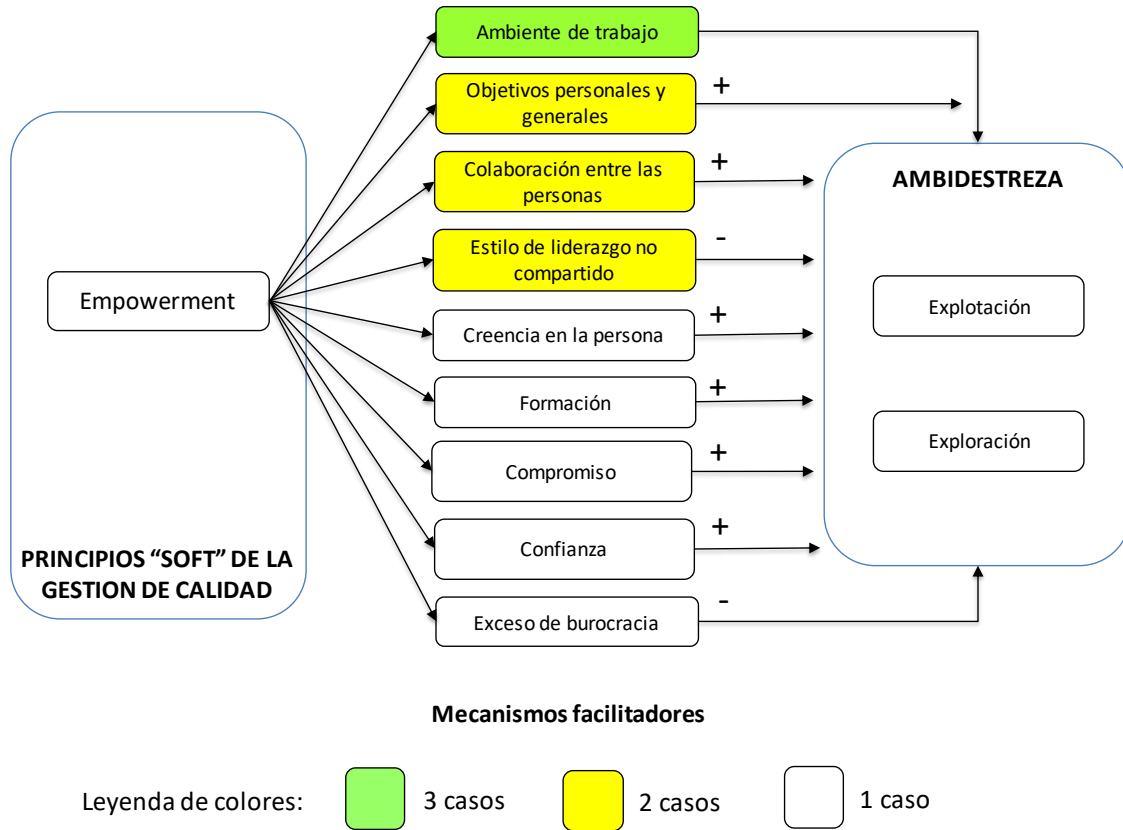 Ambiente de trabajo
Objetivos personales y
generales
+
Colaboración entre las
personas
+
Estilo de liderazgo no
compartido
-
Creencia en la persona
+
Formación
+
Compromiso
+
Confianza
+
Exceso de burocracia
-
Empowerment
PRINCIPIOS “SOFT” DE LA
GESTION DE CALIDAD
AMBIDESTREZA
Explotación
Exploración
Mecanismos facilitadores
Leyenda de colores:
3 casos
2 casos
1 caso